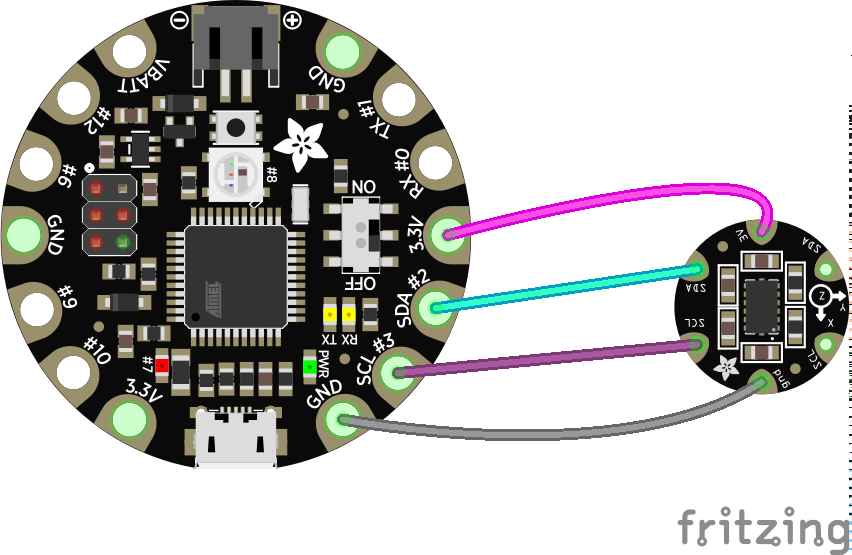 GND
VBATT
#12
TX #1
#6
#8
RX #0
ON
GND
3.3V
OFF
#9
SDA #2
ATMEL
TX RX
#10
#7
PWR
SCL #3
3.3V
GND
3V
SDA
SDA
Z
Y
X
SCL
SCL
gnd
fritzing